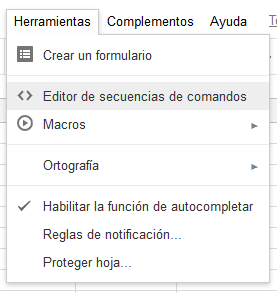 Herramientas Complementos Ayuda
Crear un formulario
Editor de secuencias de comandos
Macros
Ortografía
Habilitar la función de autocompletar
Reglas de notificación...
Proteger hoja...